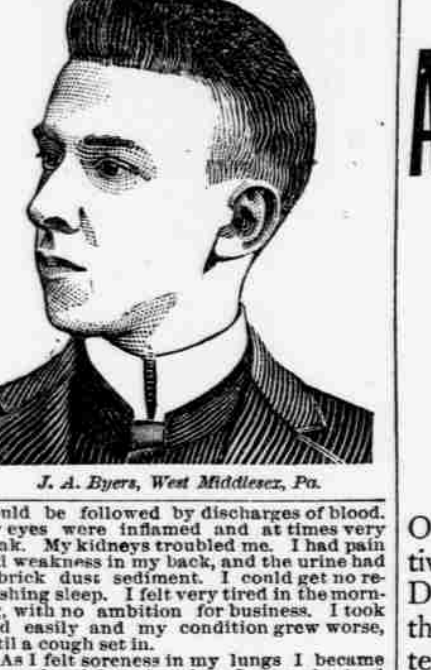 J. A. Byers, West Middlesex, Pa.
uld be followed by discharges of blood.
eyes were inflamed and at times very
ak. My kidneys troubled me. I had pain
weakness in my back, and the urine had
brick dust sediment. I could get no re-
shing sleep. I felt very tired in the morn-
, with no ambition for business. I took
d easily and my condition grew worse,
til a cough set in.
As I felt soreness in my lungs I became
A
O
tiv
D
th
te